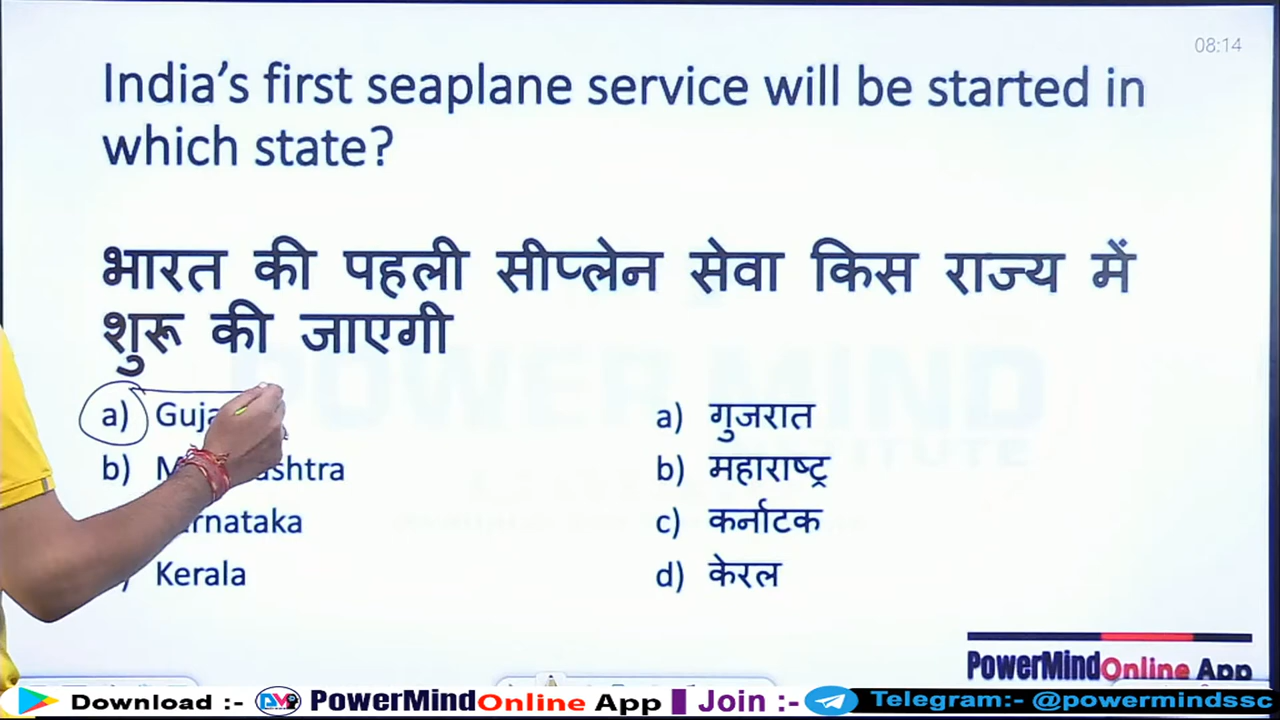 08:14
India’s first seaplane service will be started in
which state?
भारत की पहली सीप्लेन सेवा किस राज्य में
शुरू की जाएगी
a)
b)
Kerala
a) गुजरात
b) महाराष्ट्र
c) कर्नाटक
d) केरल
PowerMindOnline App
Download :- PowerMindOnline App Join :- Telegram:- @powermindssc